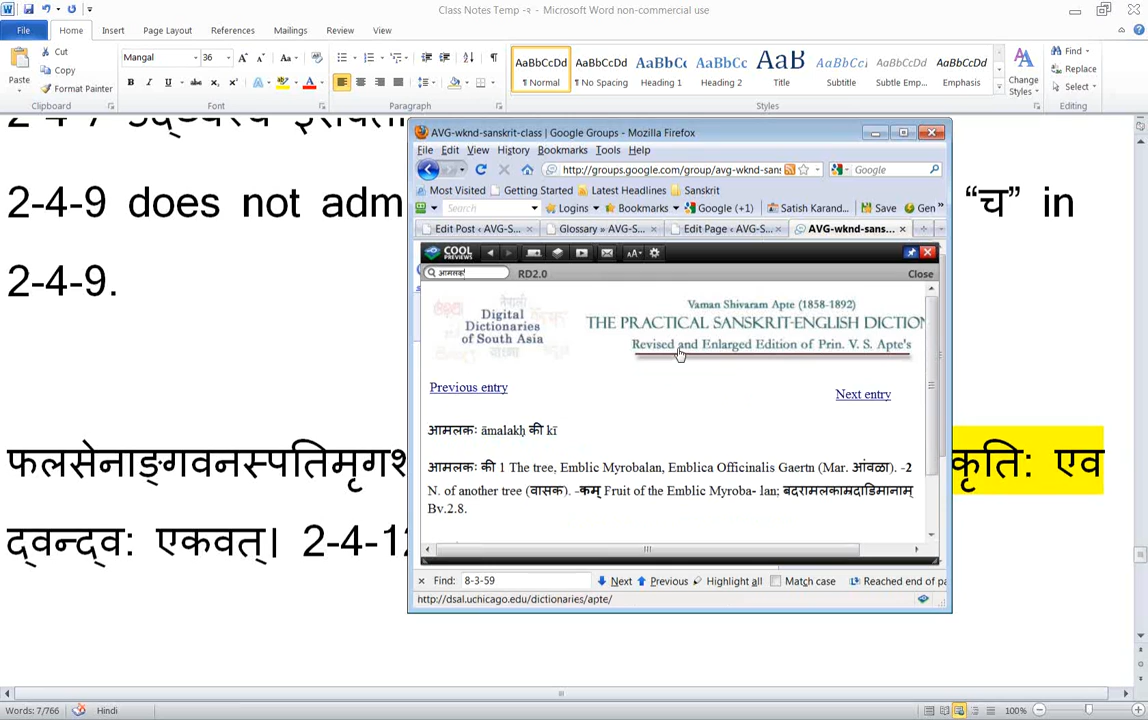 Class Notes Temp -२ - Microsoft Word non-commercial use
File Home Insert Page Layout References Mailings Review View
Cut
Copy
Format Painter
Paste
Clipboard
Mangal 36
Font
Paragraph
AaBbCcDd AaBbCcDd AaBbCc AaBbCc AaBbC AaBbCcL AaBbCcDd AaBbCcDd
¶ Normal ¶ No Spacing Heading 1 Heading 2 Title Subtitle Subtle Emp... Emphasis
Styles
Change Styles
Find
Replace
Select
Editing
2-4-9 does not adm “च” in
2-4-9.
फलसेनाङ्गवनस्पतिमृगश कृति: एव
द्वन्द्व: एकवत्। 2-4-12
AVG-wknd-sanskrit-class | Google Groups - Mozilla Firefox
File Edit View History Bookmarks Tools Help
http://groups.google.com/group/avg-wknd-sans Google
Most Visited Getting Started Latest Headlines Sanskrit
Search Logins Bookmarks Google (+1) Satish Karand... Save Gen
Edit Post ‹ AVG-S... Glossary » AVG-S... Edit Page ‹ AVG-S... AVG-wknd-sans...
COOL PREVIEWS
आमलक RD2.0 Close
Digital Dictionaries of South Asia
Vaman Shivaram Apte (1858-1892)
THE PRACTICAL SANSKRIT-ENGLISH DICTION
Revised and Enlarged Edition of Prin. V. S. Apte's
Previous entry
Next entry
आमलकः āmalakḥ की kī
आमलकः की 1 The tree, Emblic Myrobalan, Emblica Officinalis Gaertn (Mar. आंवळा). -2
N. of another tree (वासक). -कम् Fruit of the Emblic Myroba- lan; बदरामलकाम्रदाडिमानाम्
Bv.2.8.
Find: 8-3-59 Next Previous Highlight all Match case Reached end of pa
http://dsal.uchicago.edu/dictionaries/apte/
Words: 7/766 Hindi 100%